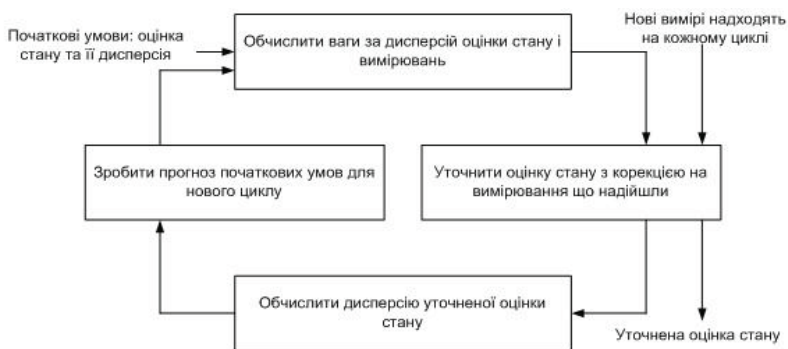 Початкові умови: оцінка
стану та її дисперсія
Обчислити ваги за дисперсій оцінки стану і
вимірювань
Нові вимірі надходять
на кожному циклі
Зробити прогноз початкових умов для
нового циклу
Уточнити оцінку стану з корекцією на
вимірювання що надійшли
Обчислити дисперсію уточненої оцінки
стану
Уточнена оцінка стану